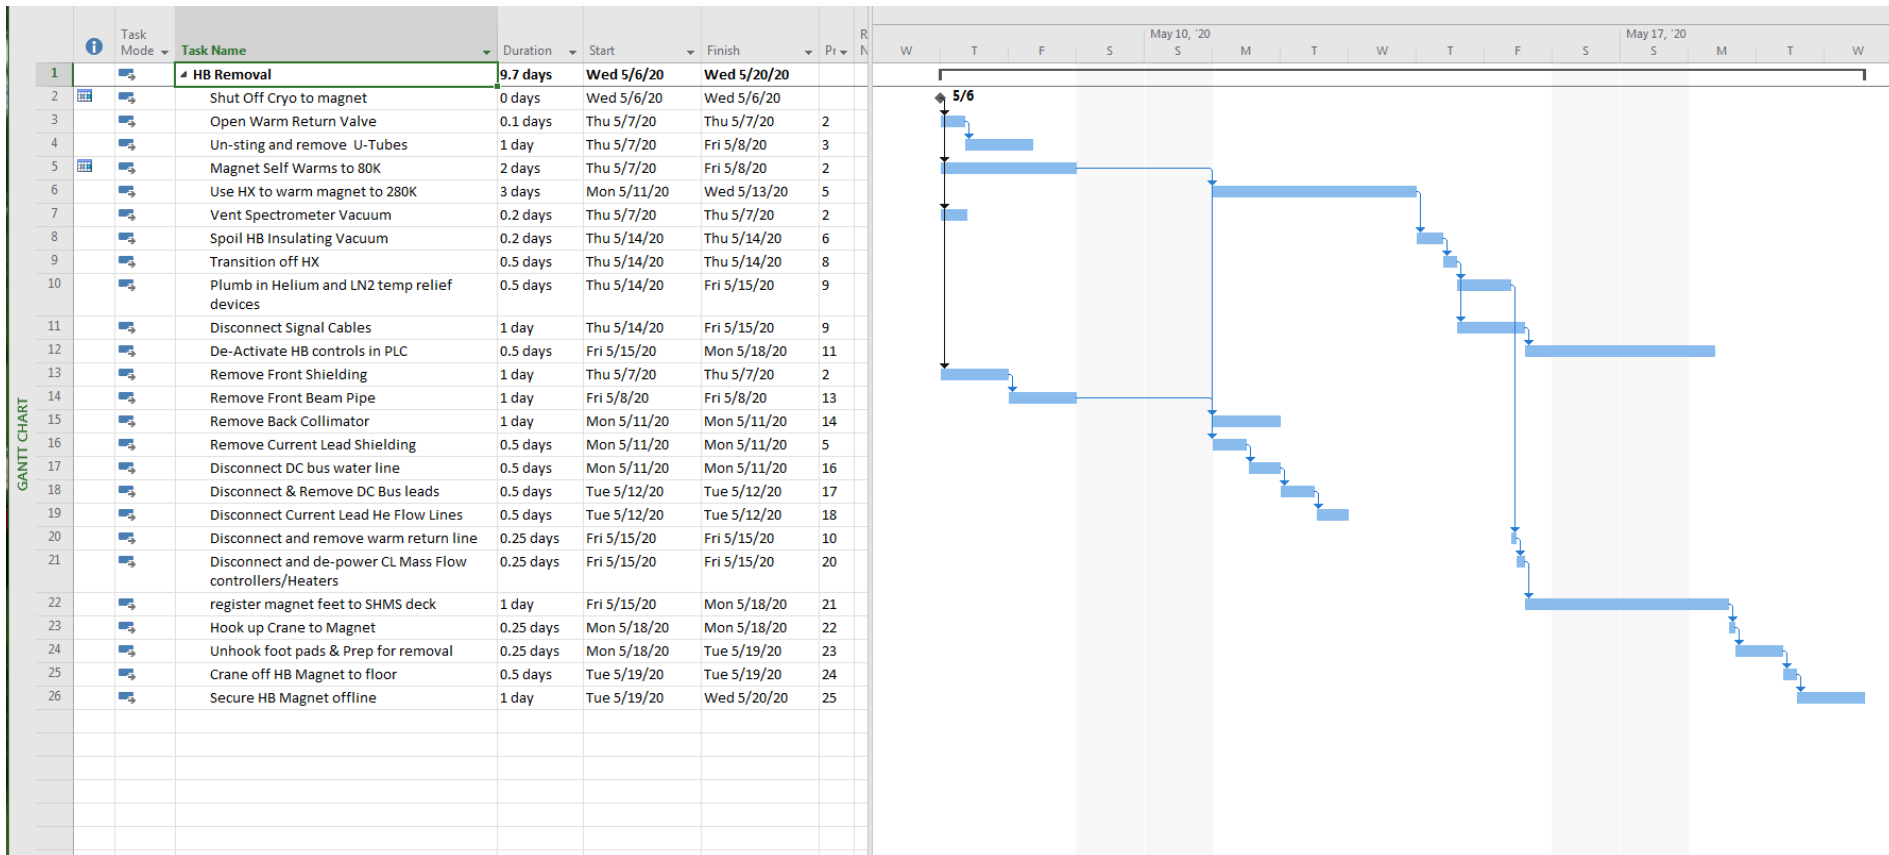 Task Mode Task Name Duration Start Finish Pr R N
May 10, '20 May 17, '20
W T F S S M T W T F S S M T W
1 HB Removal 9.7 days Wed 5/6/20 Wed 5/20/20
2 Shut Off Cryo to magnet 0 days Wed 5/6/20 Wed 5/6/20 5/6
3 Open Warm Return Valve 0.1 days Thu 5/7/20 Thu 5/7/20 2
4 Un-sting and remove U-Tubes 1 day Thu 5/7/20 Fri 5/8/20 3
5 Magnet Self Warms to 80K 2 days Thu 5/7/20 Fri 5/8/20 2
6 Use HX to warm magnet to 280K 3 days Mon 5/11/20 Wed 5/13/20 5
7 Vent Spectrometer Vacuum 0.2 days Thu 5/7/20 Thu 5/7/20 2
8 Spoil HB Insulating Vacuum 0.2 days Thu 5/14/20 Thu 5/14/20 6
9 Transition off HX 0.5 days Thu 5/14/20 Thu 5/14/20 8
10 Plumb in Helium and LN2 temp relief 0.5 days Thu 5/14/20 Fri 5/15/20 9
devices
11 Disconnect Signal Cables 1 day Thu 5/14/20 Fri 5/15/20 9
12 De-Activate HB controls in PLC 0.5 days Fri 5/15/20 Mon 5/18/20 11
13 Remove Front Shielding 1 day Thu 5/7/20 Thu 5/7/20 2
14 Remove Front Beam Pipe 1 day Fri 5/8/20 Fri 5/8/20 13
15 Remove Back Collimator 1 day Mon 5/11/20 Mon 5/11/20 14
16 Remove Current Lead Shielding 0.5 days Mon 5/11/20 Mon 5/11/20 5
17 Disconnect DC bus water line 0.5 days Mon 5/11/20 Mon 5/11/20 16
18 Disconnect & Remove DC Bus leads 0.5 days Tue 5/12/20 Tue 5/12/20 17
19 Disconnect Current Lead He Flow Lines 0.5 days Tue 5/12/20 Tue 5/12/20 18
20 Disconnect and remove warm return line 0.25 days Fri 5/15/20 Fri 5/15/20 10
21 Disconnect and de-power CL Mass Flow 0.25 days Fri 5/15/20 Fri 5/15/20 20
controllers/Heaters
22 register magnet feet to SHMS deck 1 day Fri 5/15/20 Mon 5/18/20 21
23 Hook up Crane to Magnet 0.25 days Mon 5/18/20 Mon 5/18/20 22
24 Unhook foot pads & Prep for removal 0.25 days Mon 5/18/20 Tue 5/19/20 23
25 Crane off HB Magnet to floor 0.5 days Tue 5/19/20 Tue 5/19/20 24
26 Secure HB Magnet offline 1 day Tue 5/19/20 Wed 5/20/20 25
GANTT CHART